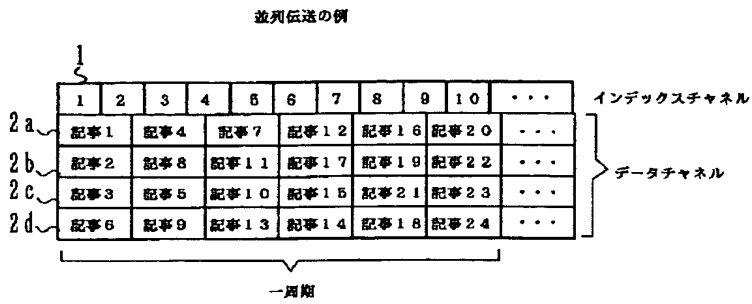 並列伝送の例
1
1 2 3 4 5 6 7 8 9 10 ・・・ インデックスチャネル
2a 記事1 記事4 記事7 記事12 記事16 記事20 ・・・
2b 記事2 記事8 記事11 記事17 記事19 記事22 ・・・
データチャネル
2c 記事3 記事5 記事10 記事15 記事21 記事23 ・・・
2d 記事6 記事9 記事13 記事14 記事18 記事24 ・・・
一周期